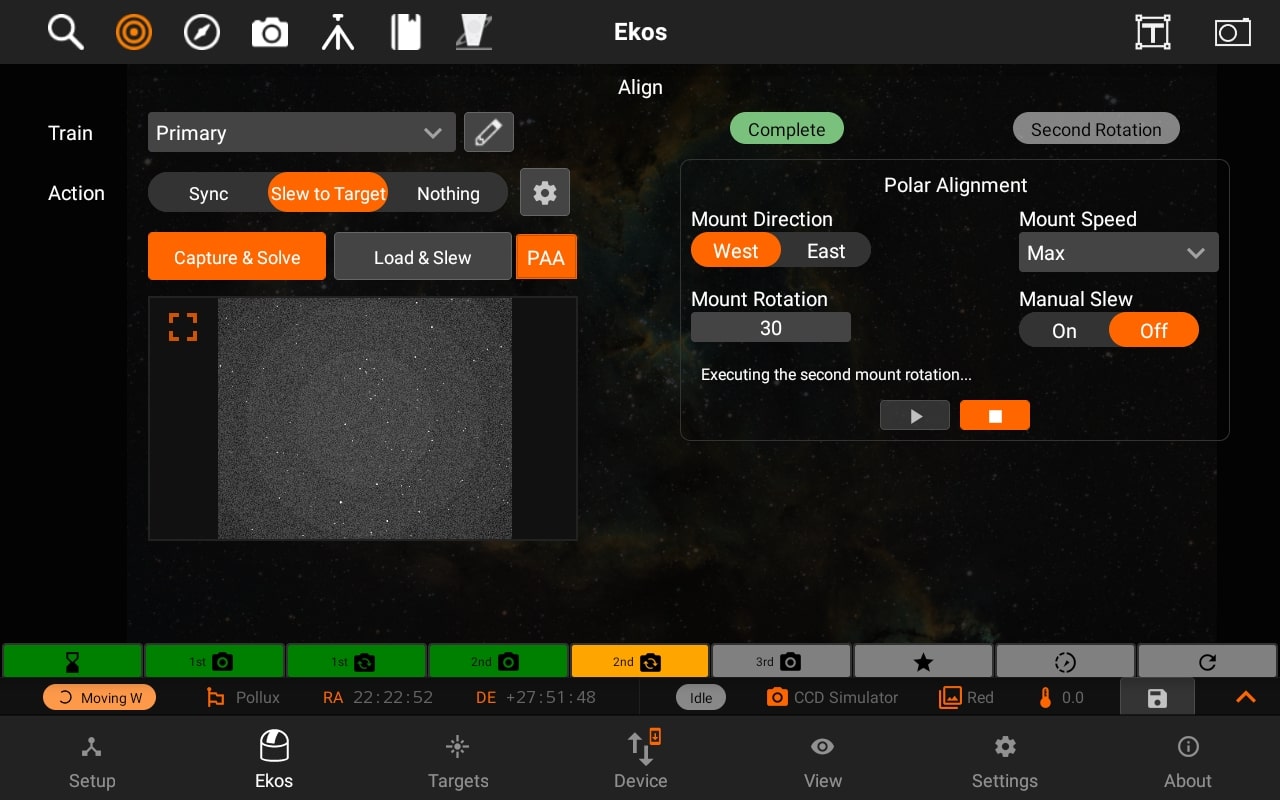 Ekos
Align
Train
Primary
Complete
Second Rotation
Action
Sync
Slew to Target
Nothing
Capture & Solve
Load & Slew
PAA
Polar Alignment
Mount Direction
Mount Speed
West
East
Max
Mount Rotation
Manual Slew
30
On
Off
Executing the second mount rotation...
1st
1st
2nd
2nd
3rd
Moving W
Pollux
RA 22:22:52
DE +27:51:48
Idle
CCD Simulator
Red
0.0
Setup
Ekos
Targets
Device
View
Settings
About